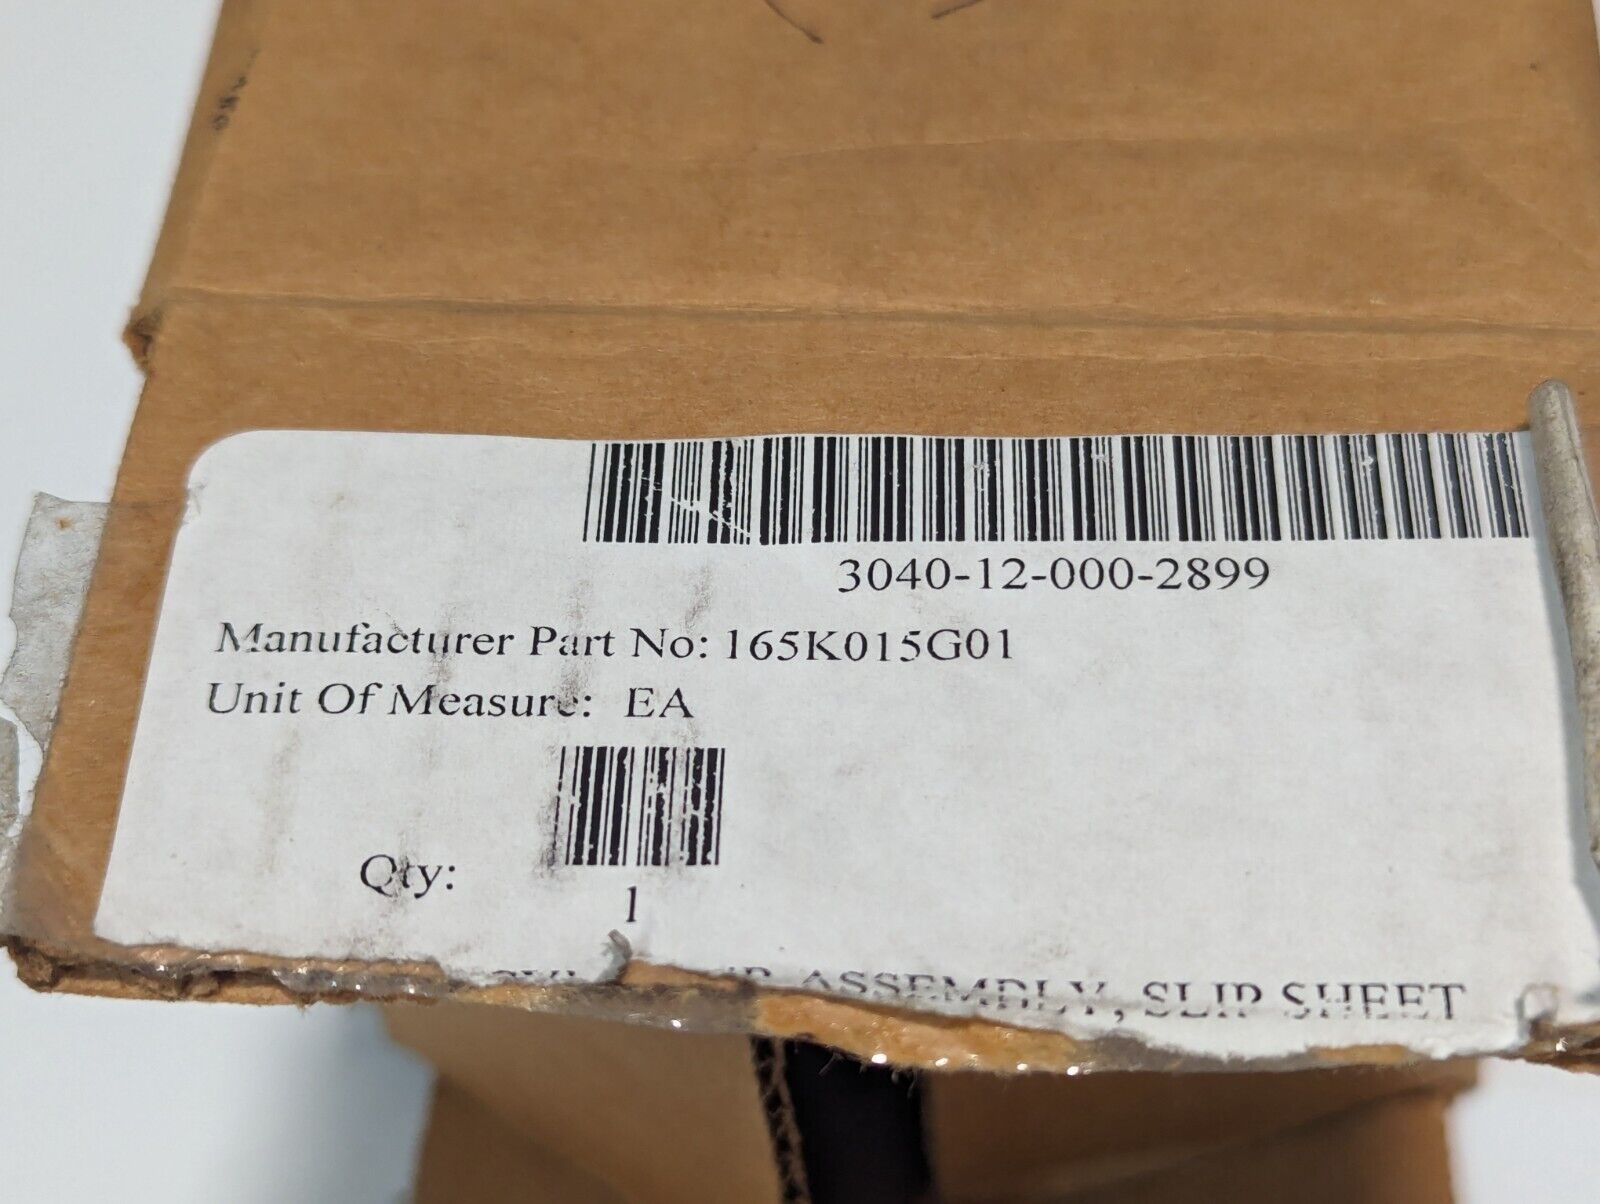 3040-12-000-2899
Manufacturer Part No: 165K015G01
Unit Of Measure: EA
Qty:
1
ASSEMBLY, SLIP SHEET